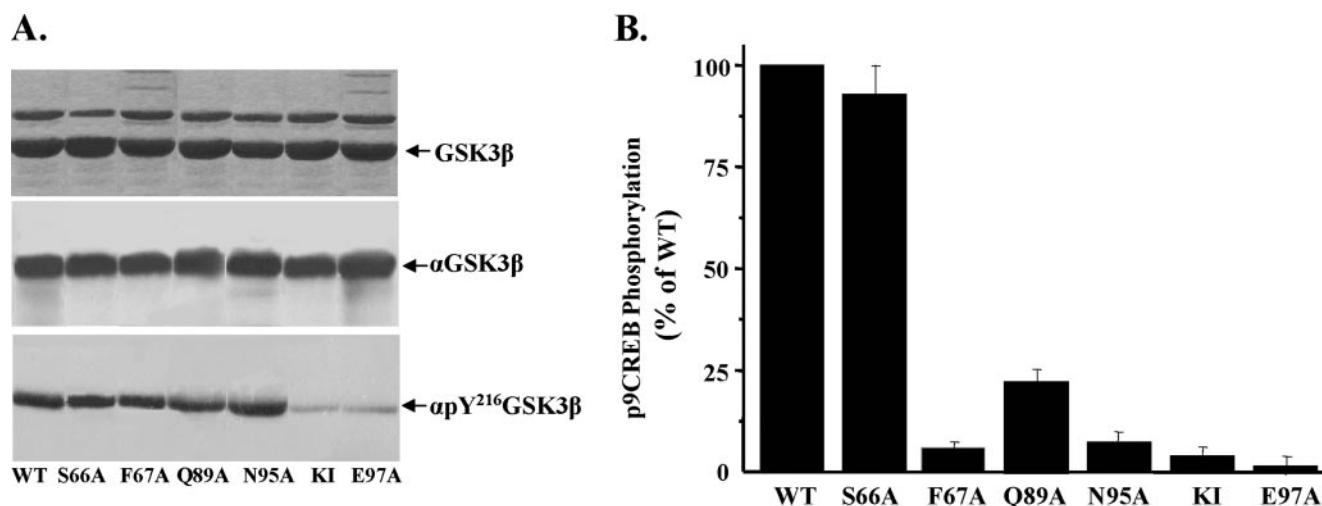 A.
GSK3β
αGSK3β
αpY²¹⁶GSK3β
WT S66A F67A Q89A N95A KI E97A
B.
p9CREB Phosphorylation
(% of WT)
100
75
50
25
0
WT S66A F67A Q89A N95A KI E97A